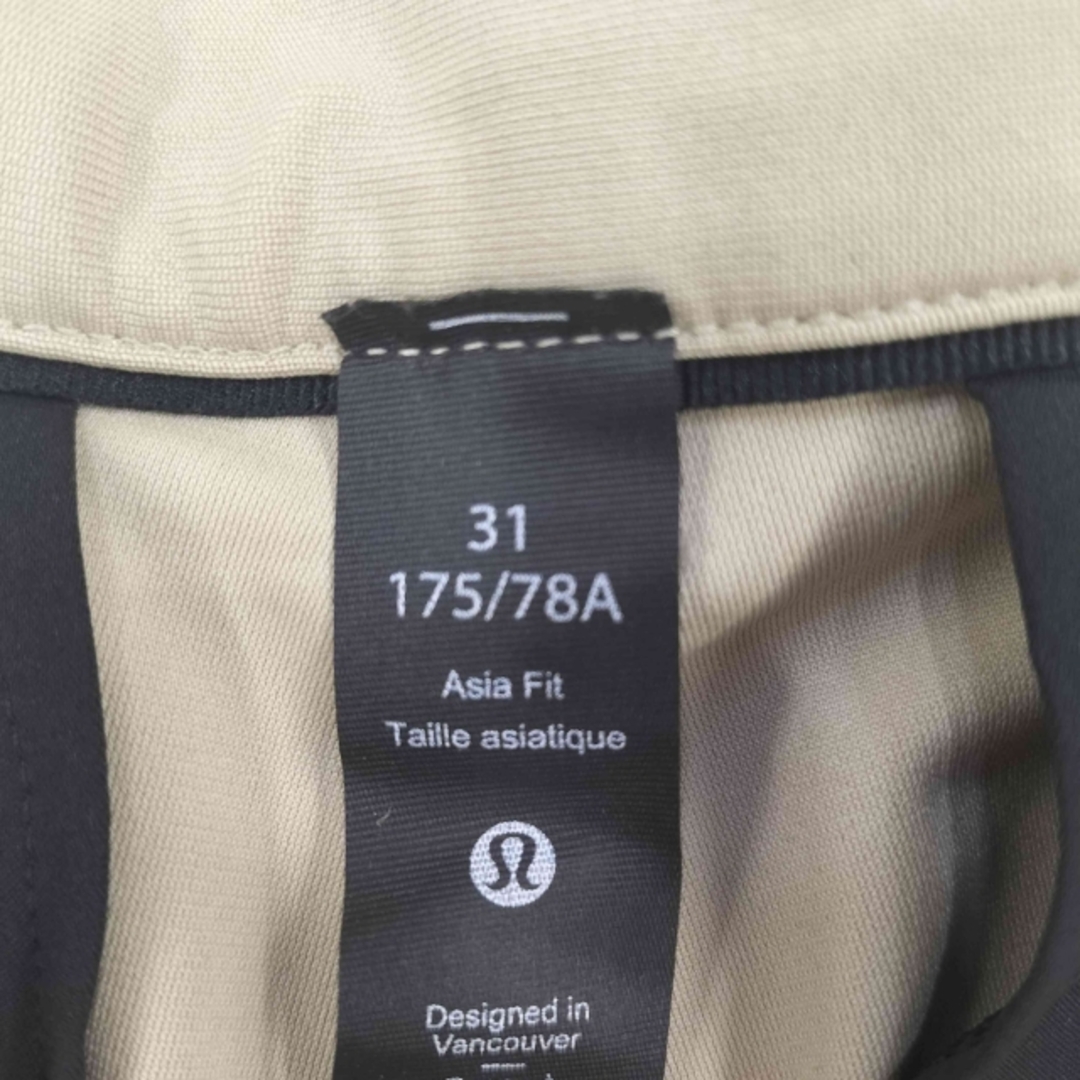 31
175/78A
Asia Fit
Taille asiatique
Designed in
Vancouver